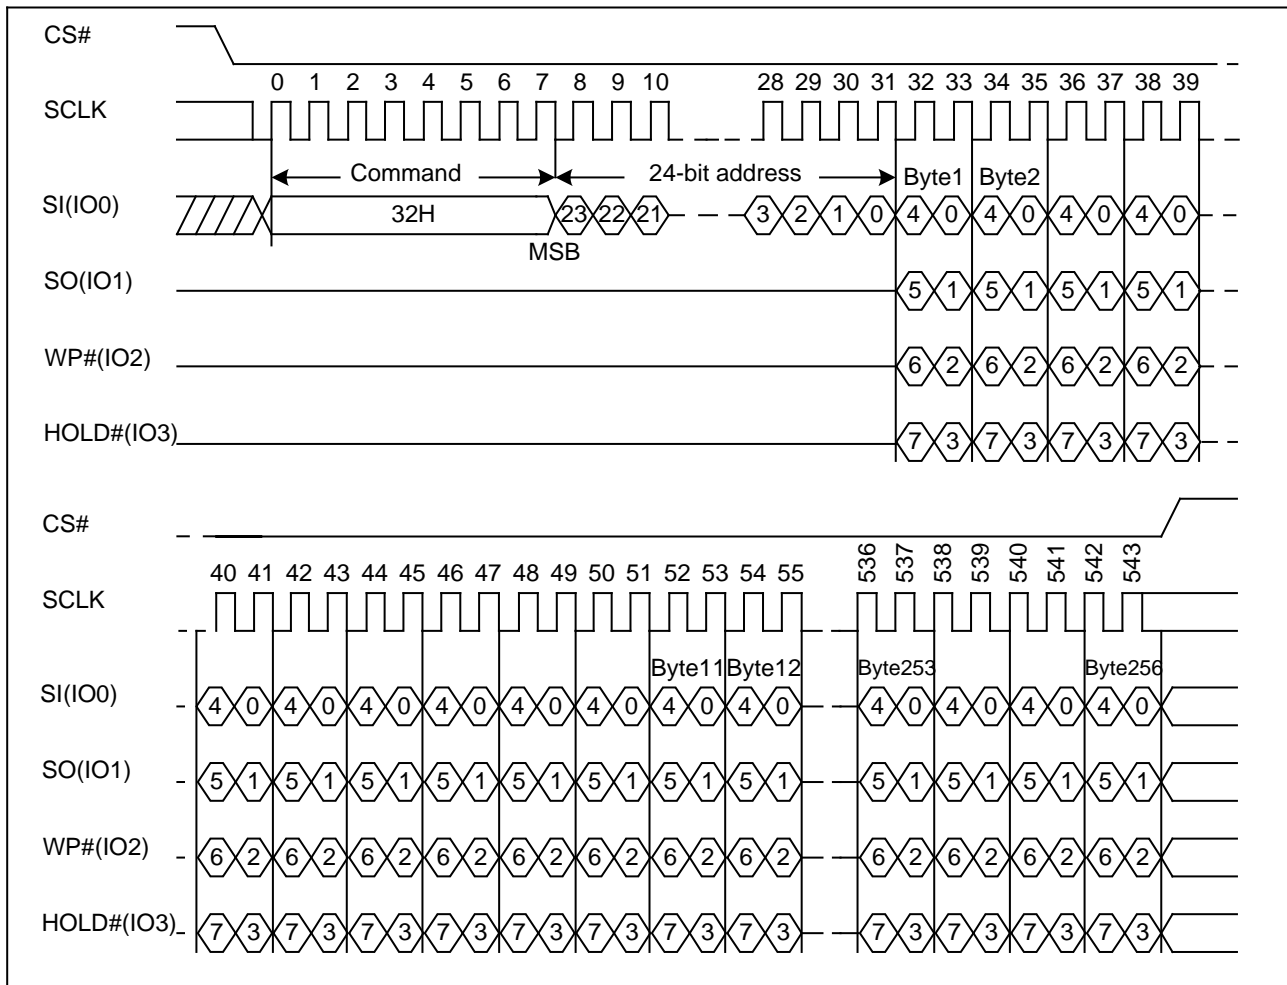 CS#
0 1 2 3 4 5 6 7 8 9 10 28 29 30 31 32 33 34 35 36 37 38 39
SCLK
Command 24-bit address Byte1 Byte2
SI(IO0) 32H 23 22 21 3 2 1 0 4 0 4 0 4 0 4 0
MSB
SO(IO1) 5 1 5 1 5 1 5 1
WP#(IO2) 6 2 6 2 6 2 6 2
HOLD#(IO3) 7 3 7 3 7 3 7 3
CS#
40 41 42 43 44 45 46 47 48 49 50 51 52 53 54 55 536 537 538 539 540 541 542 543
SCLK
Byte11 Byte12 Byte253 Byte256
SI(IO0) 4 0 4 0 4 0 4 0 4 0 4 0 4 0 4 0 4 0 4 0 4 0 4 0
SO(IO1) 5 1 5 1 5 1 5 1 5 1 5 1 5 1 5 1 5 1 5 1 5 1 5 1
WP#(IO2) 6 2 6 2 6 2 6 2 6 2 6 2 6 2 6 2 6 2 6 2 6 2 6 2
HOLD#(IO3) 7 3 7 3 7 3 7 3 7 3 7 3 7 3 7 3 7 3 7 3 7 3 7 3